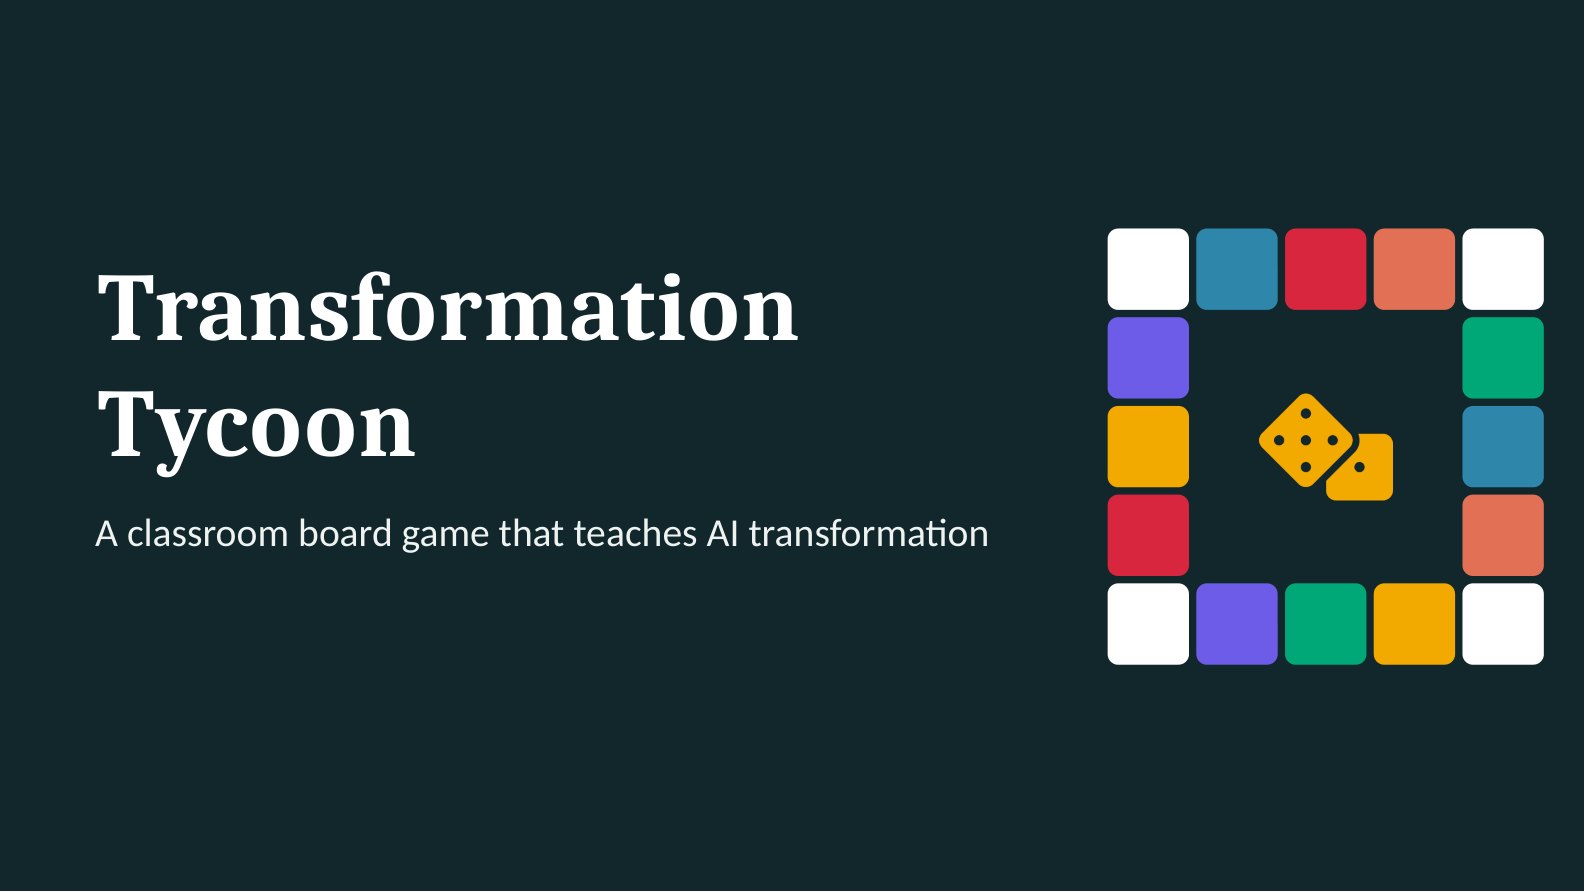 Transformation
Tycoon
A classroom board game that teaches AI transformation